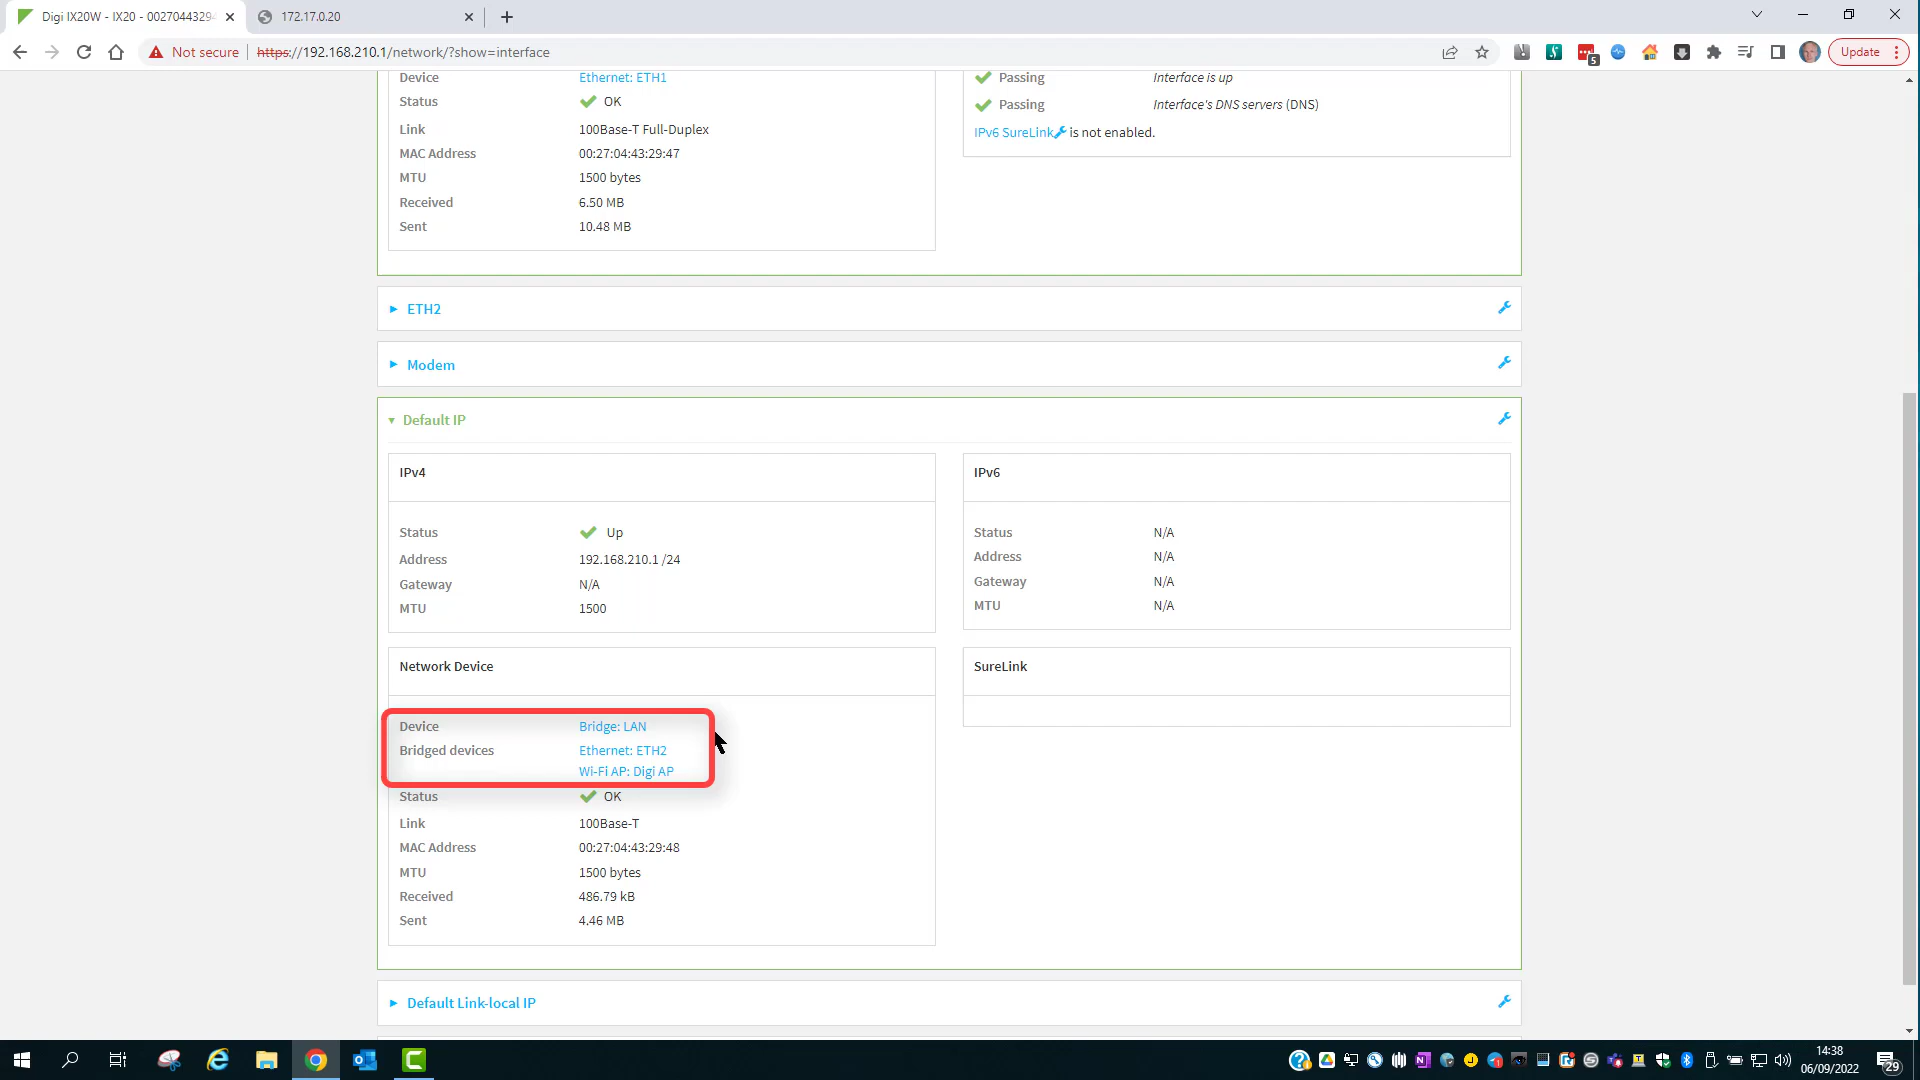 Digi IX20W - IX20 - 0027044329
172.17.0.20
Not secure
https://192.168.210.1/network/?show=interface
5
Update
Device
Ethernet: ETH1
Status
OK
Link
100Base-T Full-Duplex
MAC Address
00:27:04:43:29:47
MTU
1500 bytes
Received
6.50 MB
Sent
10.48 MB
Passing
Interface is up
Passing
Interface's DNS servers (DNS)
IPv6 SureLink is not enabled.
ETH2
Modem
Default IP
IPv4
Status
Up
Address
192.168.210.1 /24
Gateway
N/A
MTU
1500
IPv6
Status
N/A
Address
N/A
Gateway
N/A
MTU
N/A
Network Device
Device
Bridge: LAN
Bridged devices
Ethernet: ETH2
Wi-Fi AP: Digi AP
Status
OK
Link
100Base-T
MAC Address
00:27:04:43:29:48
MTU
1500 bytes
Received
486.79 kB
Sent
4.46 MB
SureLink
Default Link-local IP
14:38
06/09/2022
29